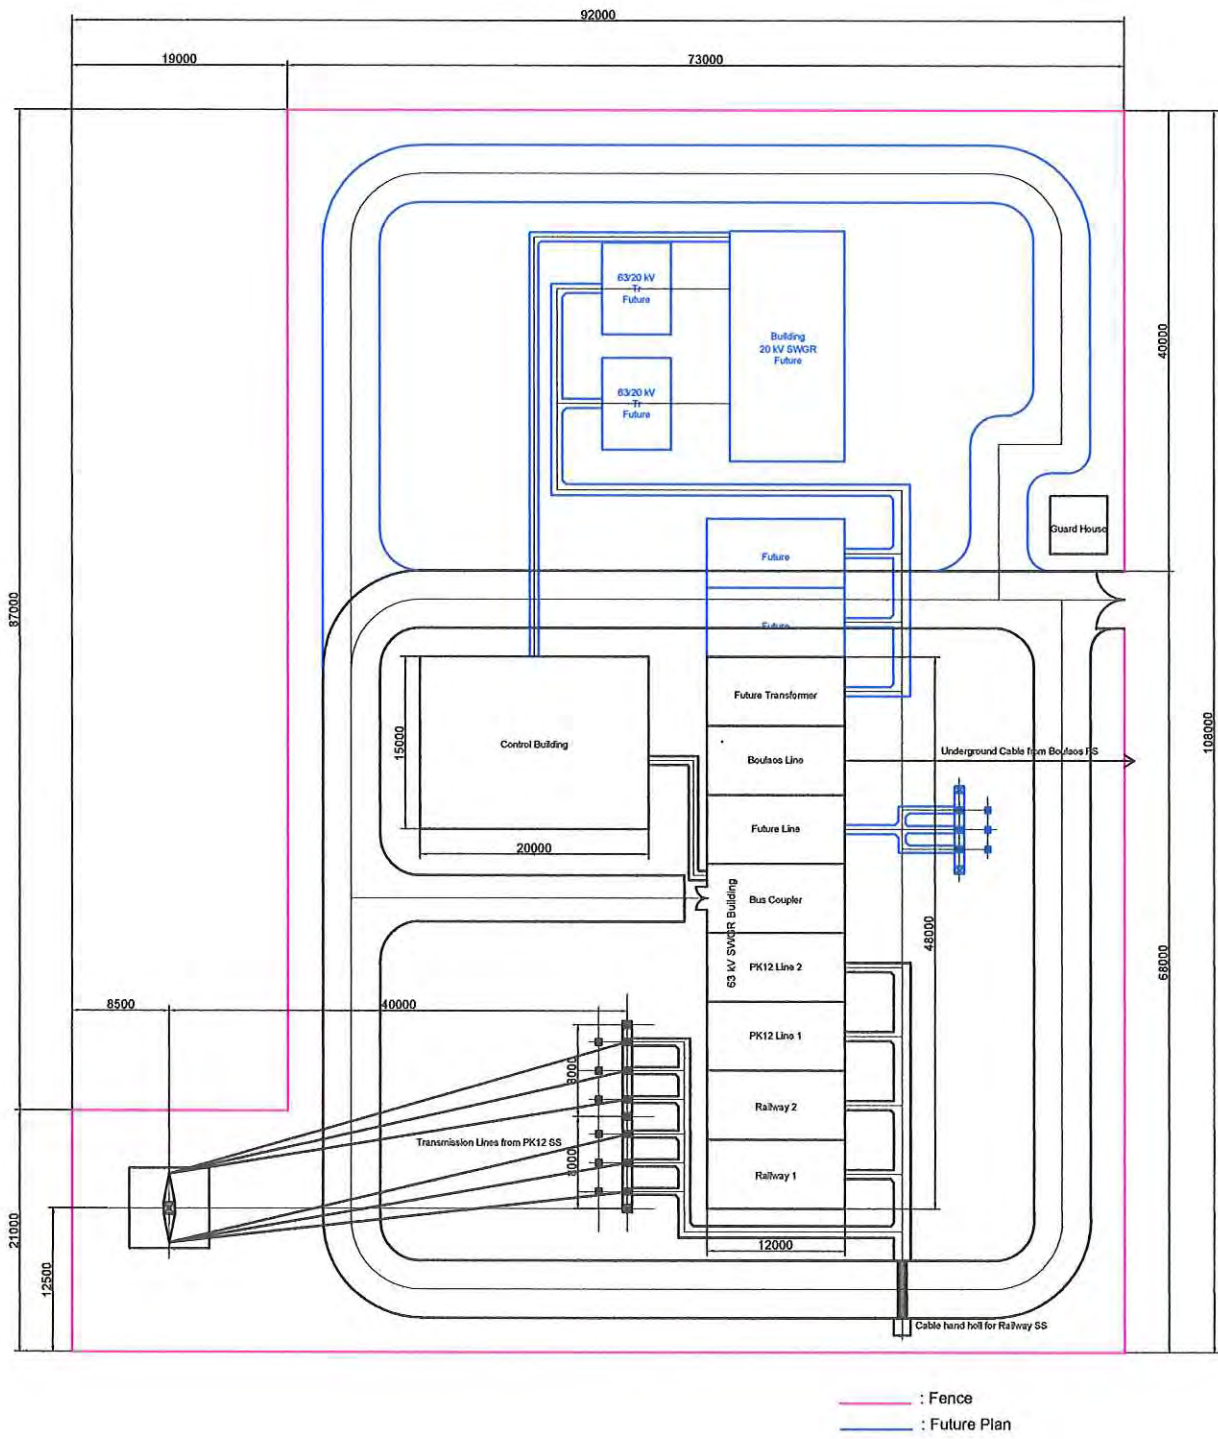 92000
19000
73000
63/20 kV
Tr
Future
Building
20 kV SWGR
Future
63/20 kV
Tr
Future
40000
Guard House
Future
Future
87000
108000
Future Transformer
15000
Control Building
Boulaos Line
Underground Cable from Boulaos PS
Future Line
20000
Bus Coupler
63 kV SWGR Building
48000
68000
PK12 Line 2
8500
40000
PK12 Line 1
8000
Railway 2
Transmission Lines from PK12 SS
8000
Railway 1
21000
12500
12000
Cable hand holl for Railway SS
: Fence
: Future Plan